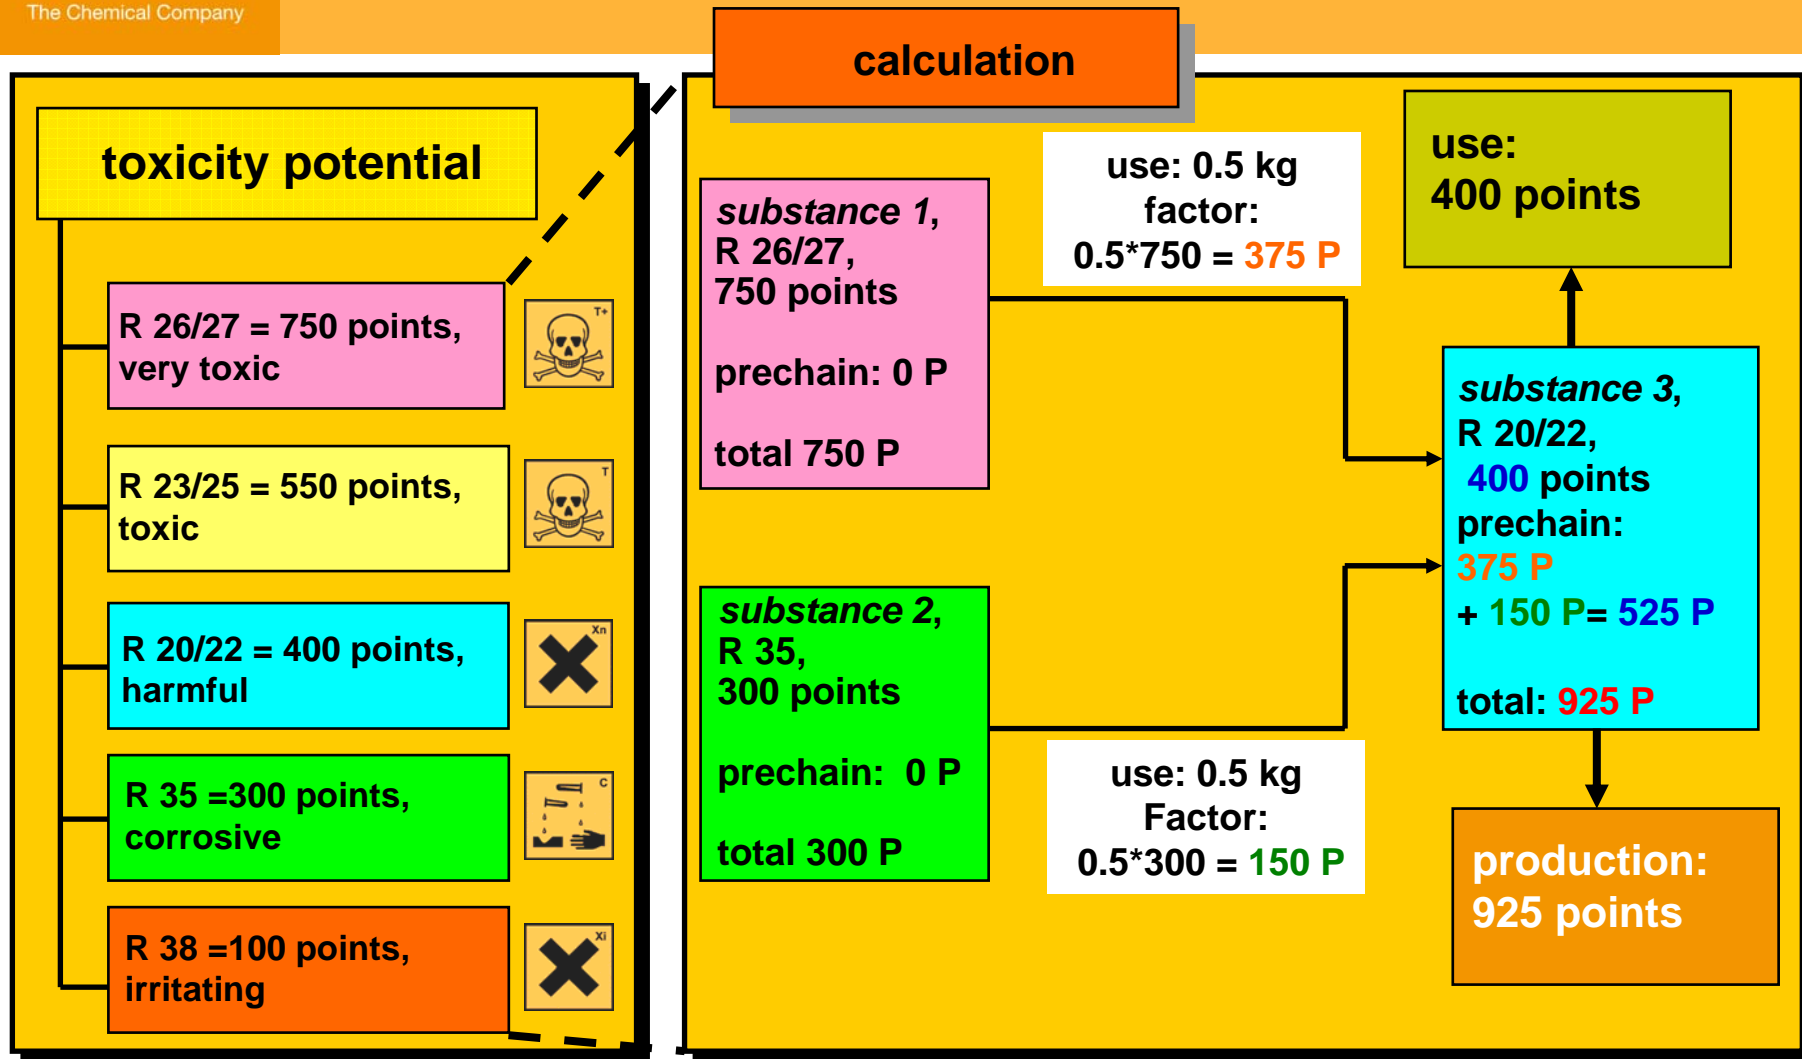 The Chemical Company
calculation
toxicity potential
R 26/27 = 750 points,
very toxic
T+
R 23/25 = 550 points,
toxic
T
R 20/22 = 400 points,
harmful
Xn
R 35 =300 points,
corrosive
C
R 38 =100 points,
irritating
Xi
substance 1,
R 26/27,
750 points
prechain: 0 P
total 750 P
use: 0.5 kg
factor:
0.5*750 = 375 P
substance 2,
R 35,
300 points
prechain:  0 P
total 300 P
use: 0.5 kg
Factor:
0.5*300 = 150 P
use:
400 points
substance 3,
R 20/22,
400 points
prechain:
375 P
+ 150 P= 525 P
total: 925 P
production:
925 points